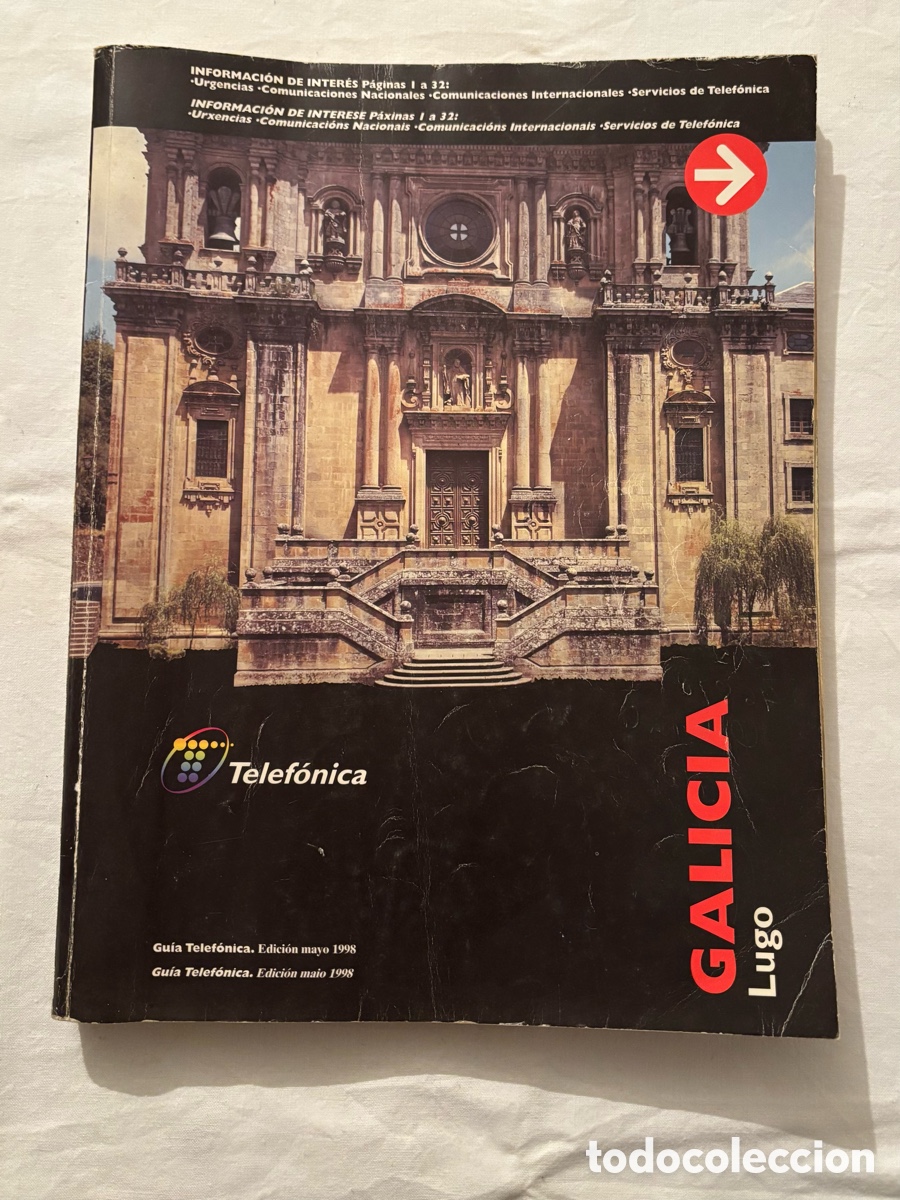 INFORMACIÓN DE INTERÉS Páginas 1 a 32:
·Urgencias ·Comunicaciones Nacionales ·Comunicaciones Internacionales ·Servicios de Telefónica
INFORMACIÓN DE INTERESE Páxinas 1 a 32:
·Urxencias ·Comunicacións Nacionais ·Comunicacións Internacionais ·Servicios de Telefónica
Telefónica
GALICIA
Lugo
Guía Telefónica. Edición mayo 1998
Guía Telefónica. Edición maio 1998
todocoleccion